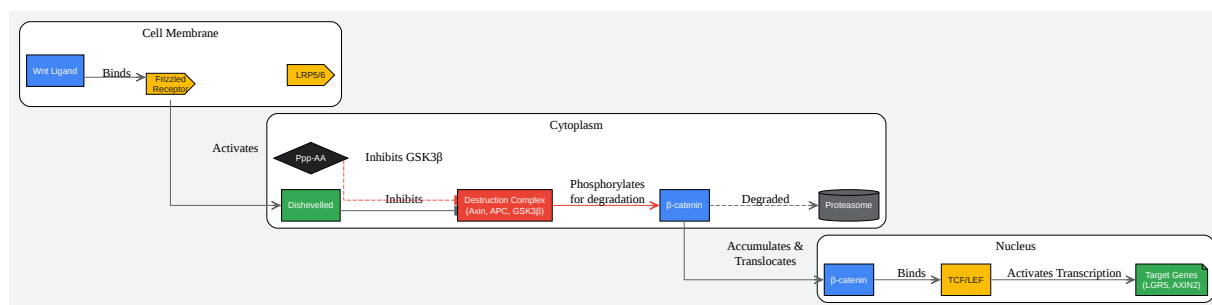 Cell Membrane
Wnt Ligand
Binds
Frizzled
Receptor
LRP5/6
Cytoplasm
Activates
Ppp-AA
Inhibits GSK3β
Dishevelled
Inhibits
Destruction Complex
(Axin, APC, GSK3β)
Phosphorylates
for degradation
β-catenin
Degraded
Proteasome
Accumulates &
Translocates
Nucleus
β-catenin
Binds
TCF/LEF
Activates Transcription
Target Genes
(LGR5, AXIN2)